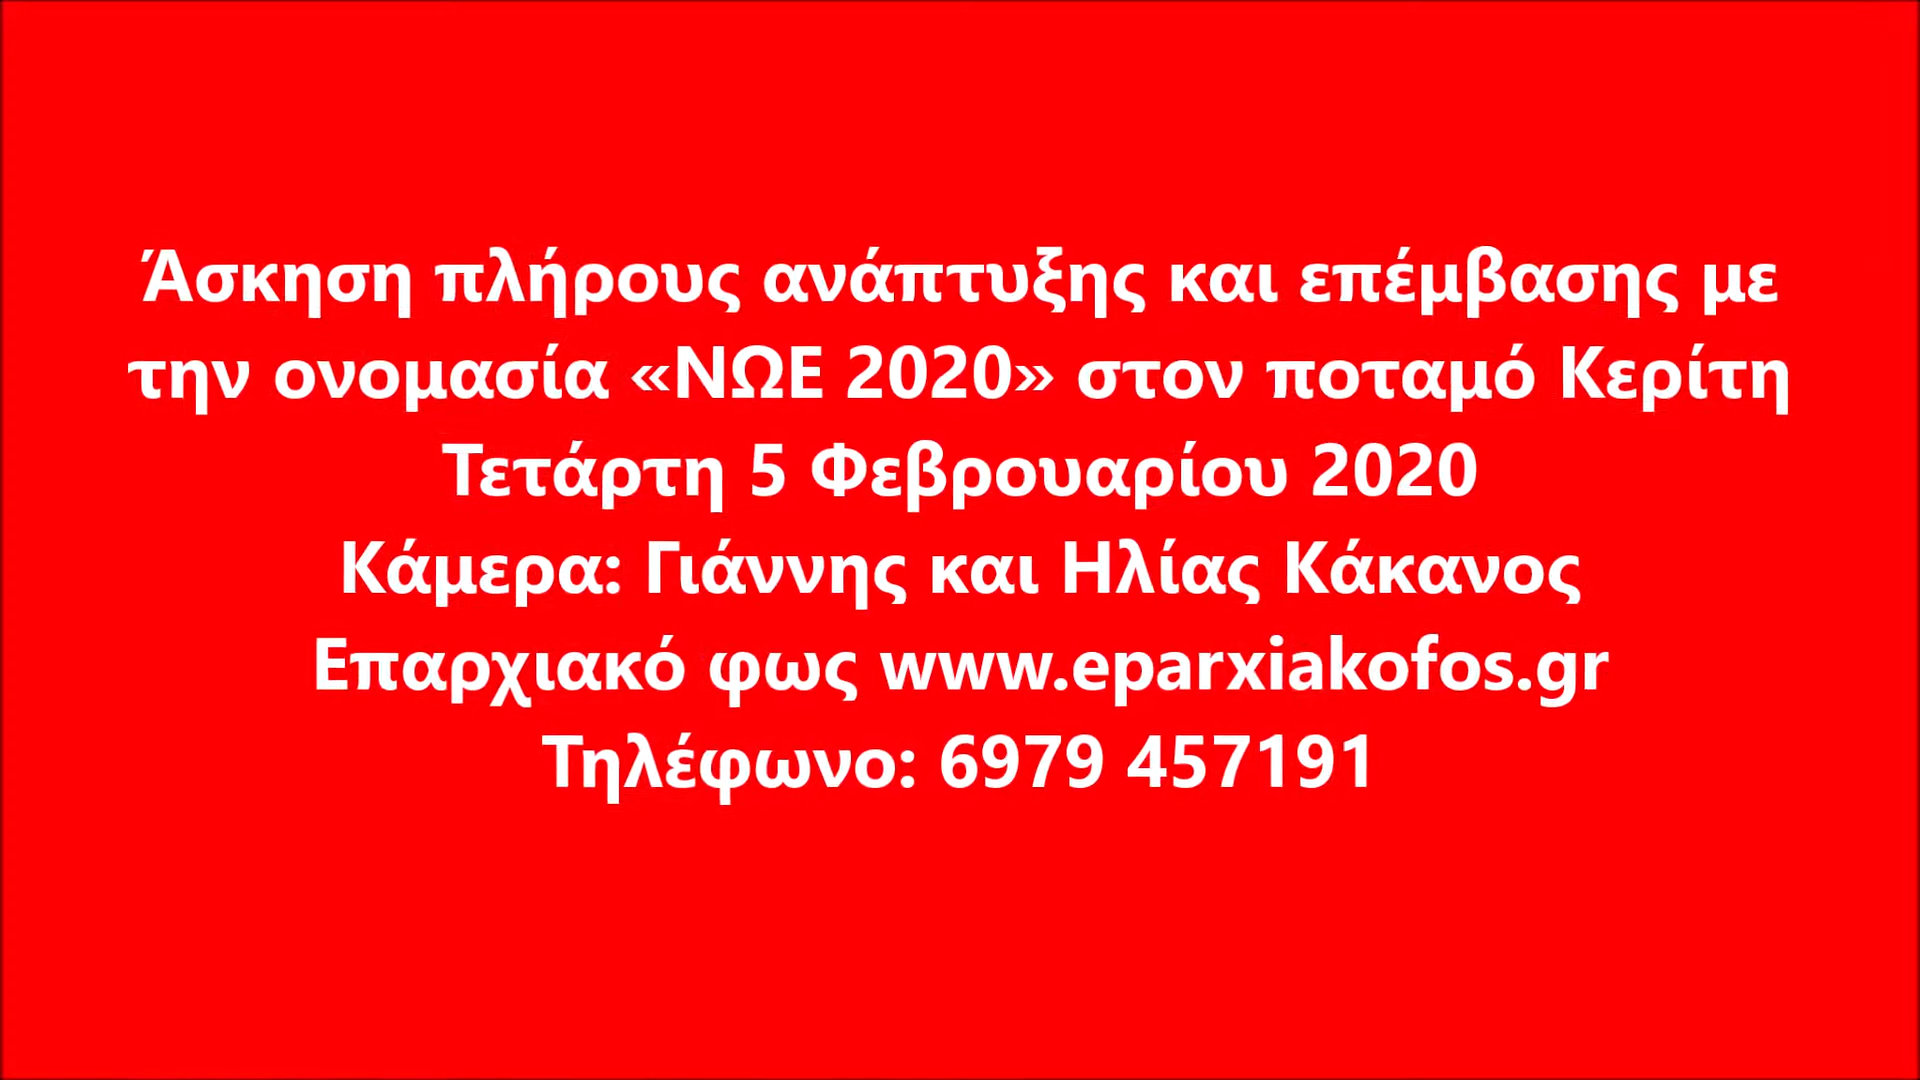 Άσκηση πλήρους ανάπτυξης και επέμβασης με
την ονομασία «ΝΩΕ 2020» στον ποταμό Κερίτη
Τετάρτη 5 Φεβρουαρίου 2020
Κάμερα: Γιάννης και Ηλίας Κάκανος
Επαρχιακό φως www.eparxiakofos.gr
Τηλέφωνο: 6979 457191